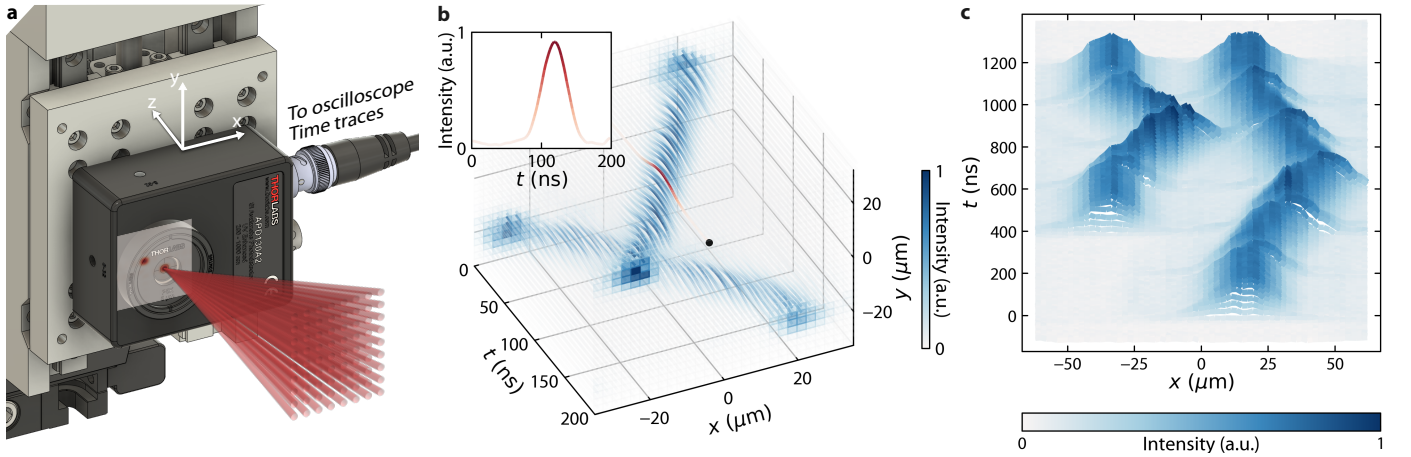 a
y
z
x
To oscilloscope
Time traces
THORLABS
APD130A2
THOR
b
Intensity (a.u.)
1
0
0
100
200
t (ns)
0
50
100
150
200
t (ns)
−20
0
20
x (μm)
20
0
−20
y (μm)
1
0
Intensity (a.u.)
c
1200
1000
800
600
400
200
0
t (ns)
−50
−25
0
25
50
x (μm)
0
1
Intensity (a.u.)